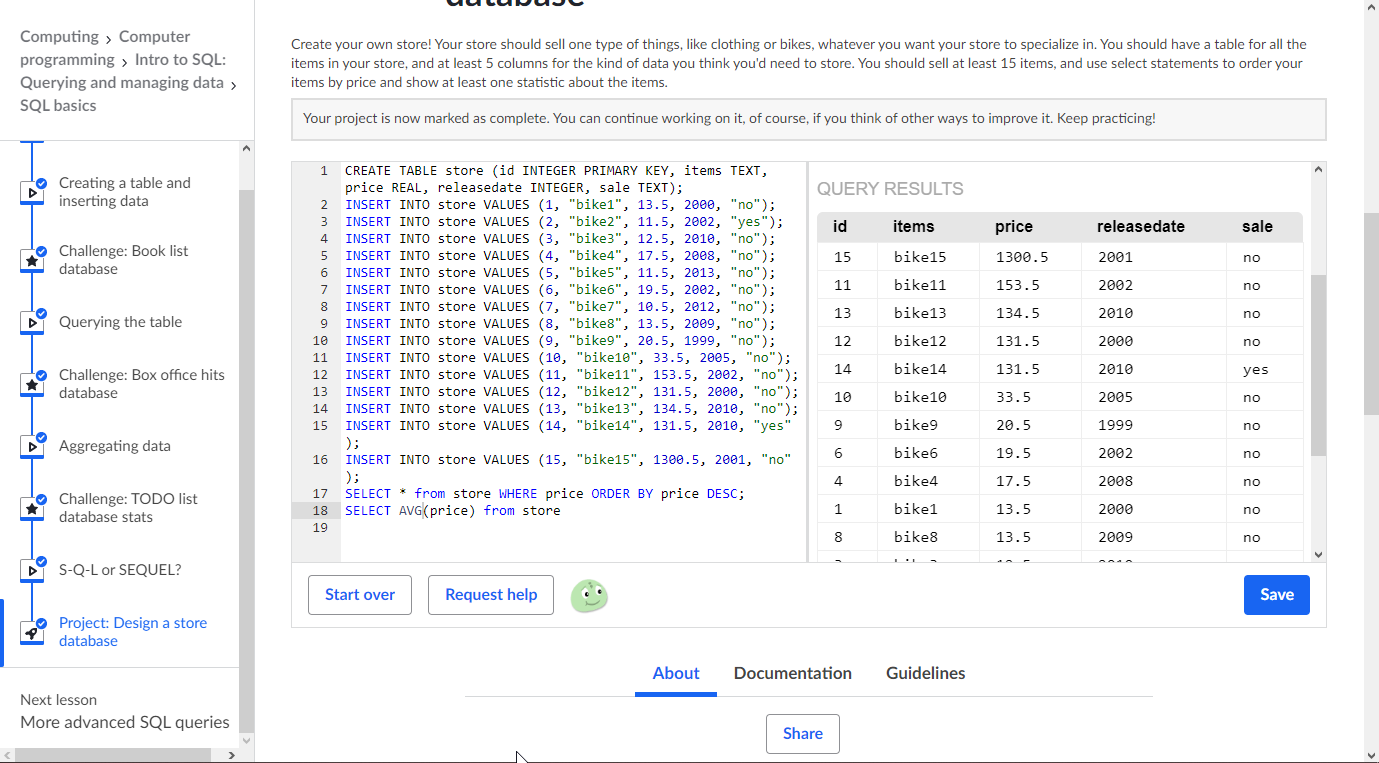 database
Computing › Computer
programming › Intro to SQL:
Querying and managing data ›
SQL basics
Creating a table and
inserting data
Challenge: Book list
database
Querying the table
Challenge: Box office hits
database
Aggregating data
Challenge: TODO list
database stats
S-Q-L or SEQUEL?
Project: Design a store
database
Next lesson
More advanced SQL queries
Create your own store! Your store should sell one type of things, like clothing or bikes, whatever you want your store to specialize in. You should have a table for all the
items in your store, and at least 5 columns for the kind of data you think you'd need to store. You should sell at least 15 items, and use select statements to order your
items by price and show at least one statistic about the items.
Your project is now marked as complete. You can continue working on it, of course, if you think of other ways to improve it. Keep practicing!
1 CREATE TABLE store (id INTEGER PRIMARY KEY, items TEXT,
price REAL, releasedate INTEGER, sale TEXT);
2 INSERT INTO store VALUES (1, "bike1", 13.5, 2000, "no");
3 INSERT INTO store VALUES (2, "bike2", 11.5, 2002, "yes");
4 INSERT INTO store VALUES (3, "bike3", 12.5, 2010, "no");
5 INSERT INTO store VALUES (4, "bike4", 17.5, 2008, "no");
6 INSERT INTO store VALUES (5, "bike5", 11.5, 2013, "no");
7 INSERT INTO store VALUES (6, "bike6", 19.5, 2002, "no");
8 INSERT INTO store VALUES (7, "bike7", 10.5, 2012, "no");
9 INSERT INTO store VALUES (8, "bike8", 13.5, 2009, "no");
10 INSERT INTO store VALUES (9, "bike9", 20.5, 1999, "no");
11 INSERT INTO store VALUES (10, "bike10", 33.5, 2005, "no");
12 INSERT INTO store VALUES (11, "bike11", 153.5, 2002, "no");
13 INSERT INTO store VALUES (12, "bike12", 131.5, 2000, "no");
14 INSERT INTO store VALUES (13, "bike13", 134.5, 2010, "no");
15 INSERT INTO store VALUES (14, "bike14", 131.5, 2010, "yes"
);
16 INSERT INTO store VALUES (15, "bike15", 1300.5, 2001, "no"
);
17 SELECT * from store WHERE price ORDER BY price DESC;
18 SELECT AVG(price) from store
19
QUERY RESULTS
id items price releasedate sale
15 bike15 1300.5 2001 no
11 bike11 153.5 2002 no
13 bike13 134.5 2010 no
12 bike12 131.5 2000 no
14 bike14 131.5 2010 yes
10 bike10 33.5 2005 no
9 bike9 20.5 1999 no
6 bike6 19.5 2002 no
4 bike4 17.5 2008 no
1 bike1 13.5 2000 no
8 bike8 13.5 2009 no
Start over
Request help
Save
About Documentation Guidelines
Share